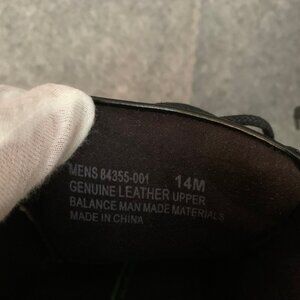 MENS 84355-001 14M
GENUINE LEATHER UPPER
BALANCE MAN MADE MATERIALS
MADE IN CHINA